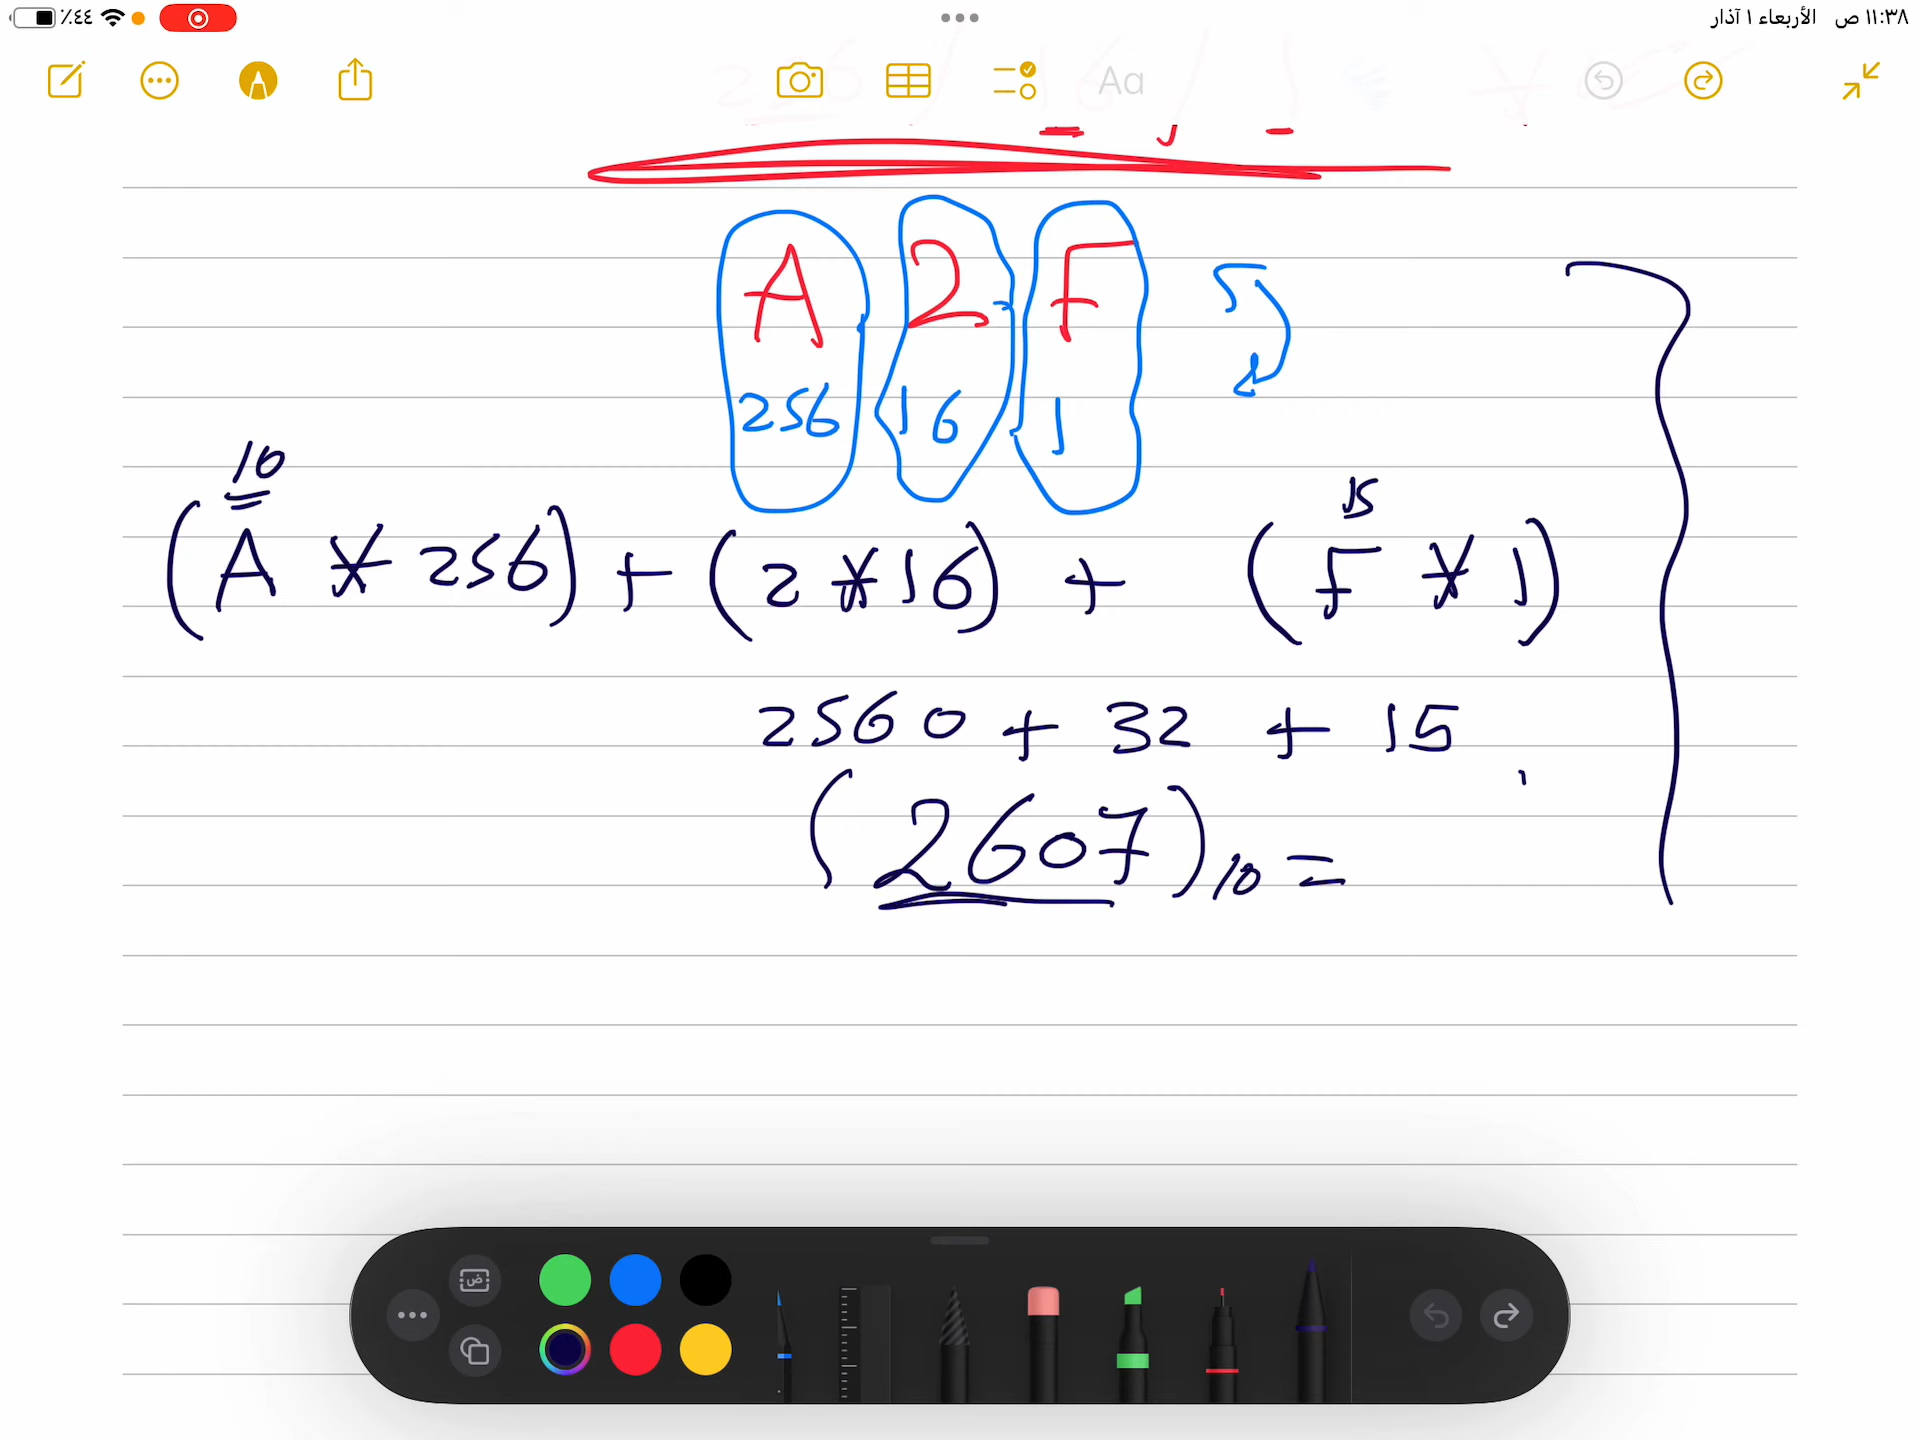 ٪٤٤ الأربعاء ١ آذار ١١:٣٨ ص
Aa
A 2 F
256 16 1
10 15
(A * 256) + (2 * 16) + (F * 1)
2560 + 32 + 15
(2607)10 =
ض